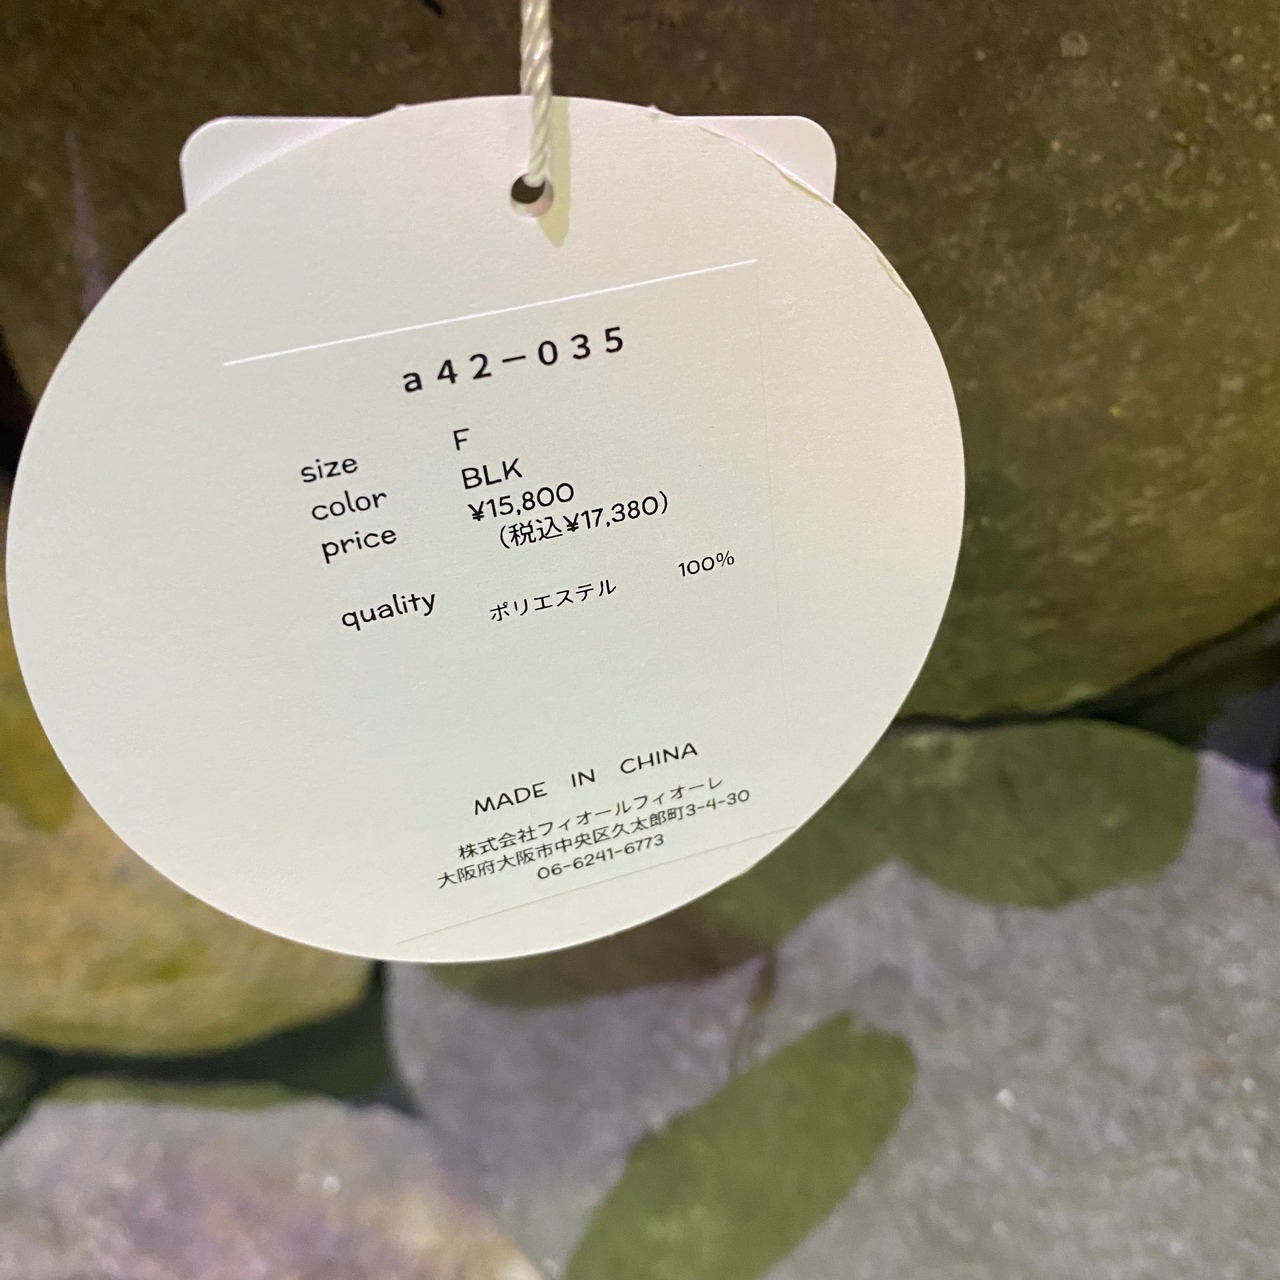 a42-035
size F
color BLK
price ¥15,800
(税込¥17,380)
quality ポリエステル 100%
MADE IN CHINA
株式会社フィオールフィオーレ
大阪府大阪市中央区久太郎町3-4-30
06-6241-6773